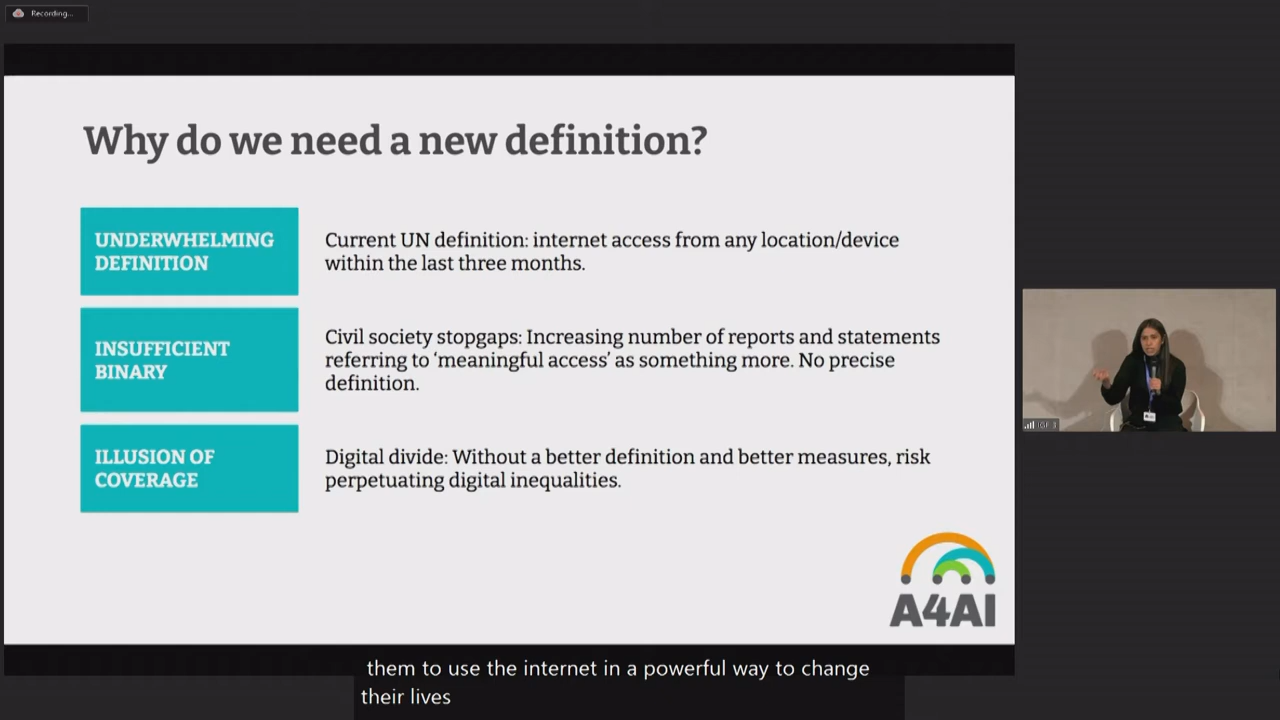 Recording...
Why do we need a new definition?
UNDERWHELMING
DEFINITION
Current UN definition: internet access from any location/device
within the last three months.
INSUFFICIENT
BINARY
Civil society stopgaps: Increasing number of reports and statements
referring to ‘meaningful access’ as something more. No precise
definition.
ILLUSION OF
COVERAGE
Digital divide: Without a better definition and better measures, risk
perpetuating digital inequalities.
A4AI
IGF 3
them to use the internet in a powerful way to change
their lives